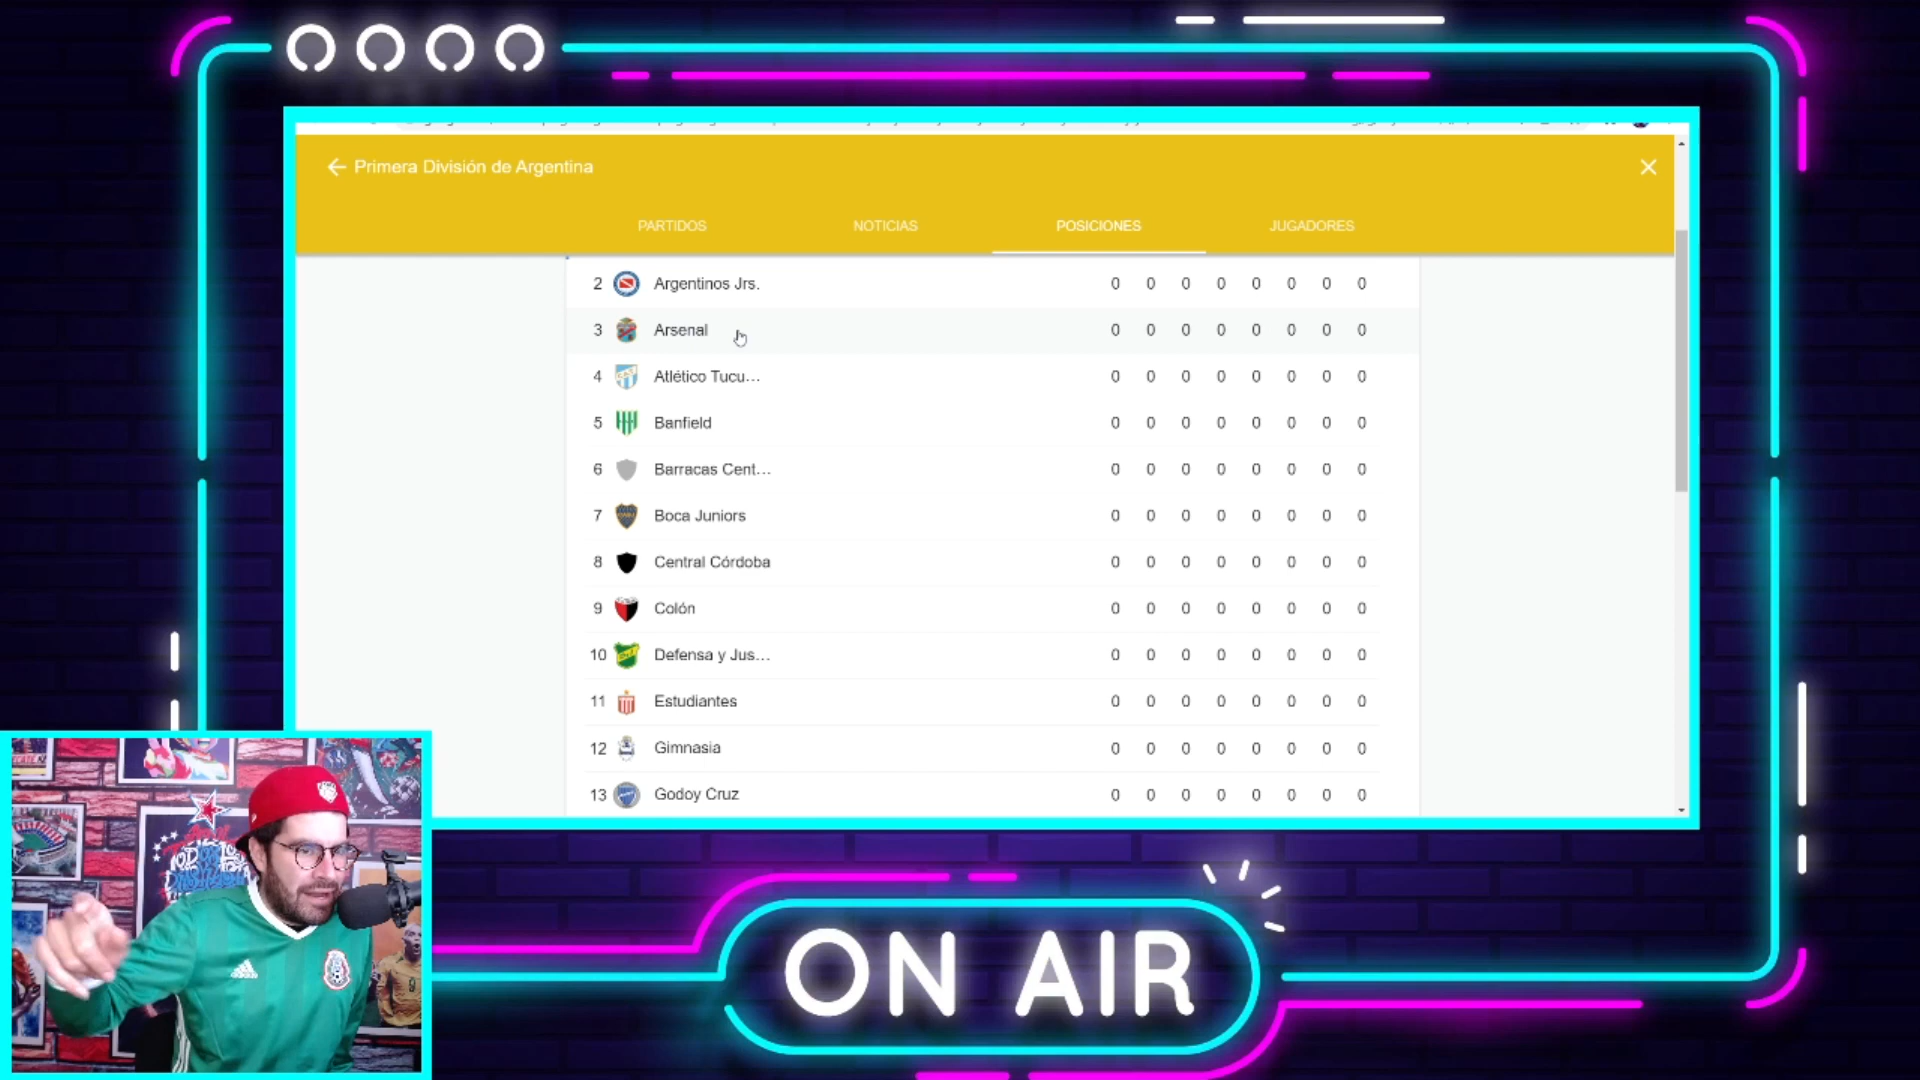 Primera División de Argentina
PARTIDOS NOTICIAS POSICIONES JUGADORES
2 Argentinos Jrs. 0 0 0 0 0 0 0 0
3 Arsenal 0 0 0 0 0 0 0 0
4 Atlético Tucu... 0 0 0 0 0 0 0 0
5 Banfield 0 0 0 0 0 0 0 0
6 Barracas Cent... 0 0 0 0 0 0 0 0
7 Boca Juniors 0 0 0 0 0 0 0 0
8 Central Córdoba 0 0 0 0 0 0 0 0
9 Colón 0 0 0 0 0 0 0 0
10 Defensa y Jus... 0 0 0 0 0 0 0 0
11 Estudiantes 0 0 0 0 0 0 0 0
12 Gimnasia 0 0 0 0 0 0 0 0
13 Godoy Cruz 0 0 0 0 0 0 0 0
ON AIR